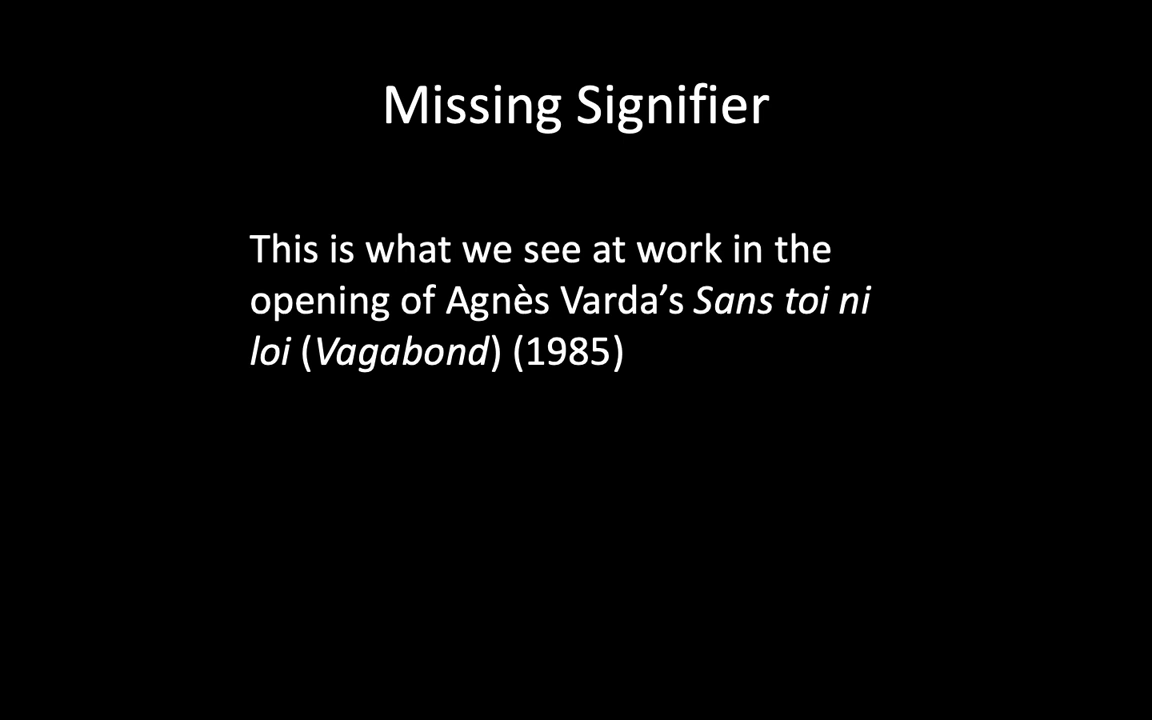 Missing Signifier
This is what we see at work in the
opening of Agnès Varda’s Sans toi ni
loi (Vagabond) (1985)